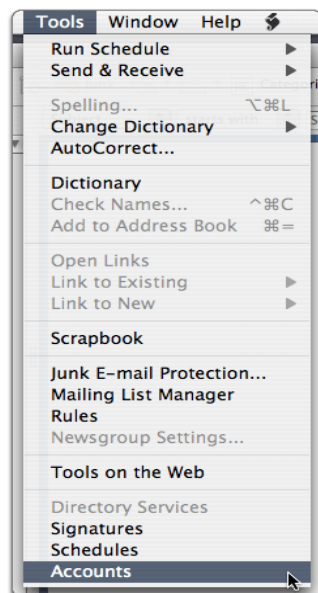 Tools Window Help
Run Schedule
Send & Receive
Categori
Spelling... ⌥⌘L
Change Dictionary
AutoCorrect...
Dictionary
Check Names... ^⌘C
Add to Address Book ⌘=
Open Links
Link to Existing
Link to New
Scrapbook
Junk E-mail Protection...
Mailing List Manager
Rules
Newsgroup Settings...
Tools on the Web
Directory Services
Signatures
Schedules
Accounts